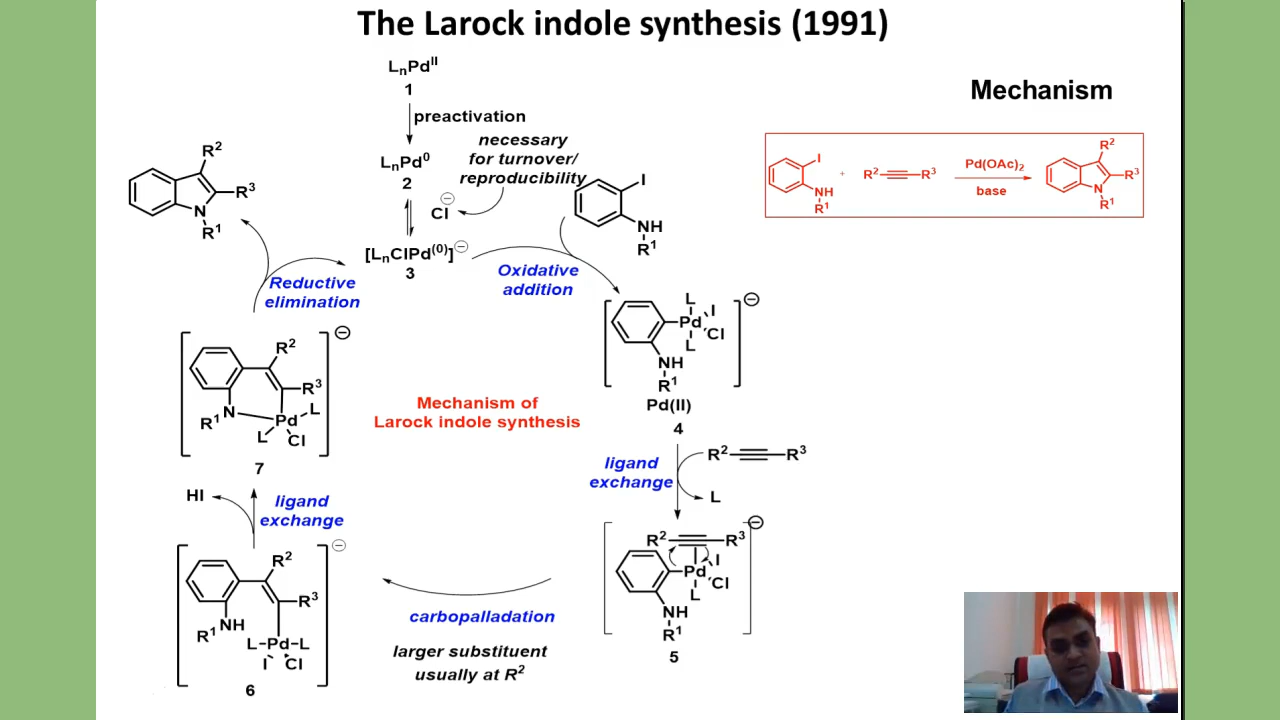 The Larock indole synthesis (1991)
LₙPdᴵᴵ
1
preactivation
necessary
for turnover/
reproducibility
LₙPd⁰
2
Cl⊖
[LₙClPd⁽⁰⁾]⊖
3
I
NH
R¹
Oxidative
addition
Mechanism
I
NH
R¹
+
R² R³
Pd(OAc)₂
base
R²
R³
N
R¹
R²
R³
N
R¹
Reductive
elimination
L
I
Pd
Cl
L
NH
R¹
⊖
Pd(II)
4
ligand
exchange
R² R³
L
R² R³
I
Pd
Cl
L
NH
R¹
⊖
5
carbopalladation
larger substituent
usually at R²
R²
R³
R¹ NH
L-Pd-L
I Cl
⊖
6
HI
ligand
exchange
R²
R³
R¹ N
Pd L
L Cl
⊖
7
Mechanism of
Larock indole synthesis